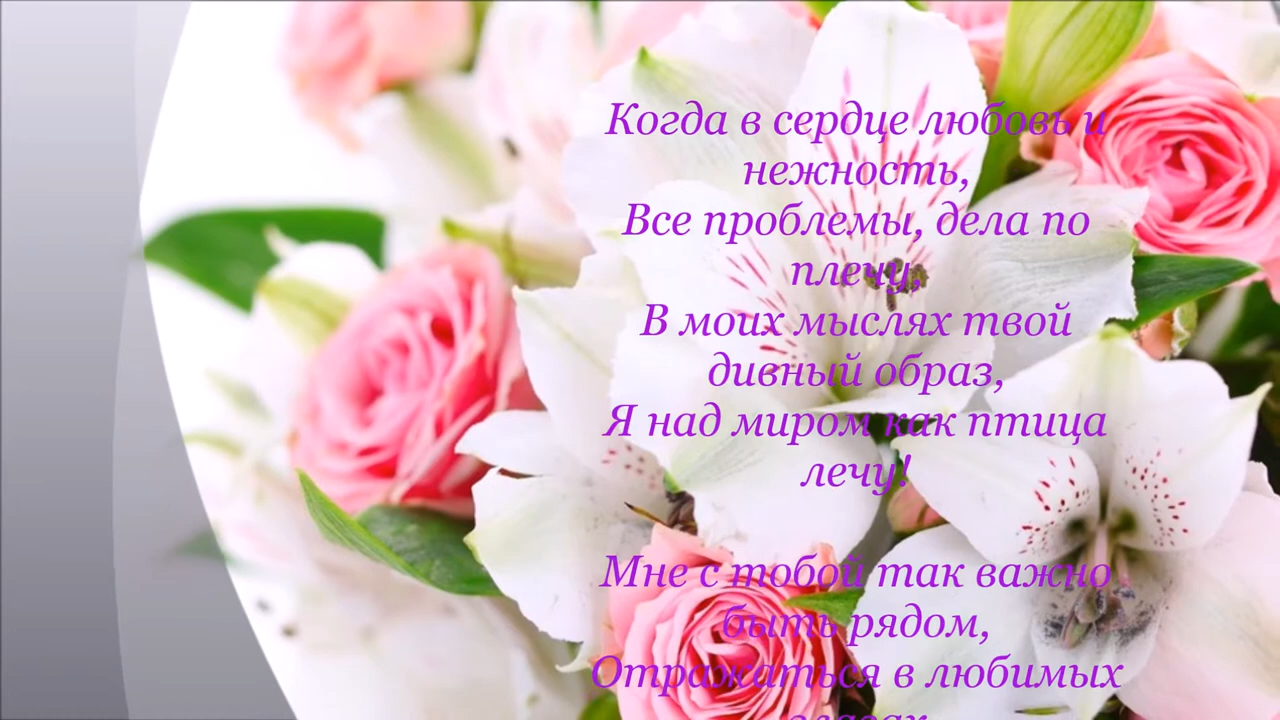 Когда в сердце любовь и
нежность,
Все проблемы, дела по
плечу,
В моих мыслях твой
дивный образ,
Я над миром как птица
лечу!
Мне с тобой так важно
быть рядом,
Отражаться в любимых